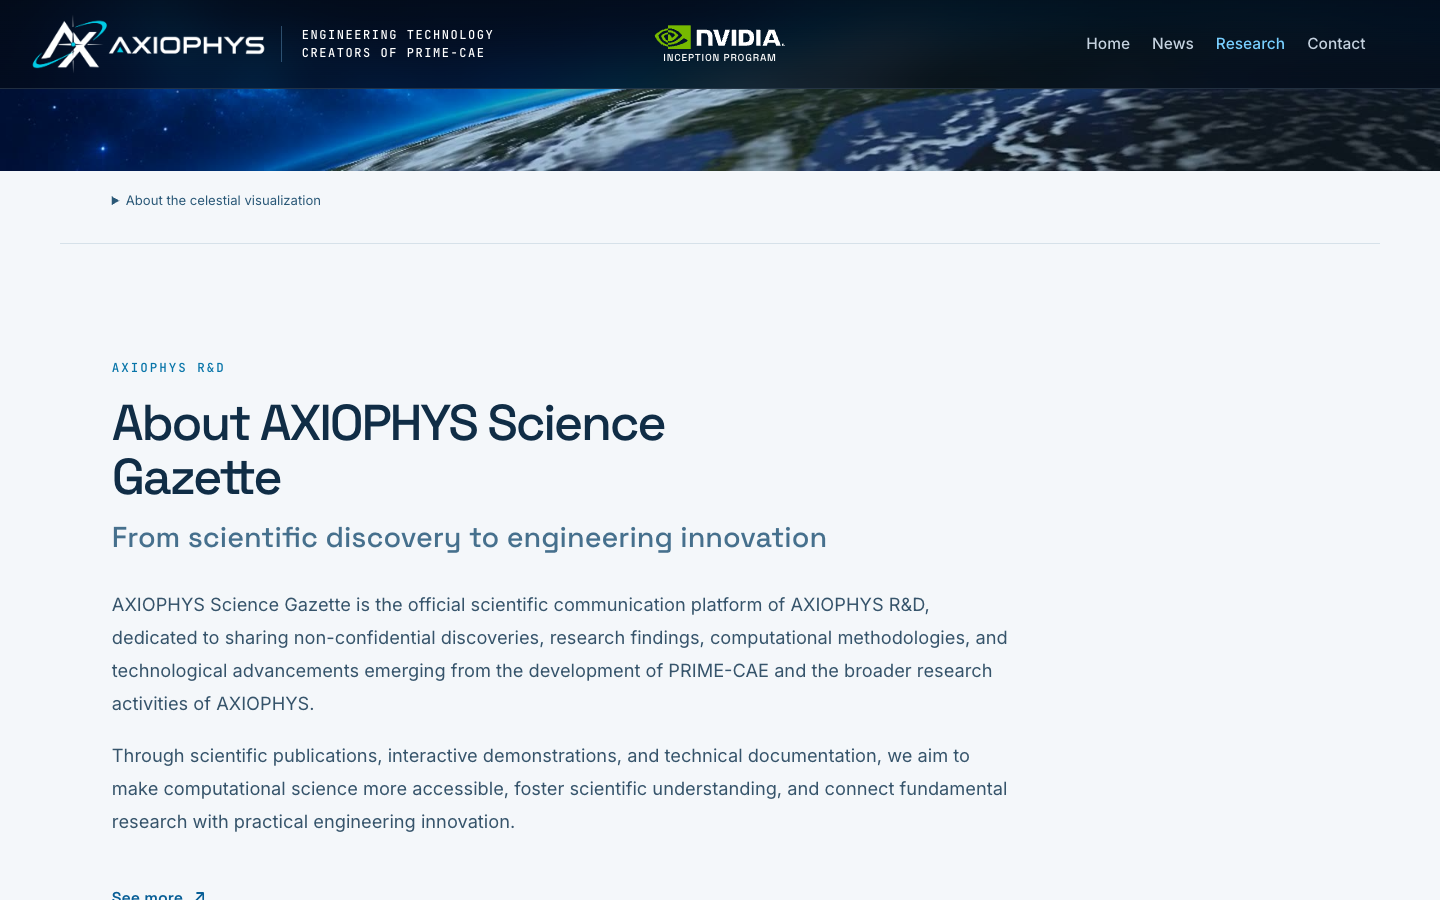 AXIOPHYS
ENGINEERING TECHNOLOGY
CREATORS OF PRIME-CAE
NVIDIA
INCEPTION PROGRAM
Home News Research Contact
About the celestial visualization
AXIOPHYS R&D
About AXIOPHYS Science
Gazette
From scientific discovery to engineering innovation
AXIOPHYS Science Gazette is the official scientific communication platform of AXIOPHYS R&D,
dedicated to sharing non-confidential discoveries, research findings, computational methodologies, and
technological advancements emerging from the development of PRIME-CAE and the broader research
activities of AXIOPHYS.
Through scientific publications, interactive demonstrations, and technical documentation, we aim to
make computational science more accessible, foster scientific understanding, and connect fundamental
research with practical engineering innovation.
See more